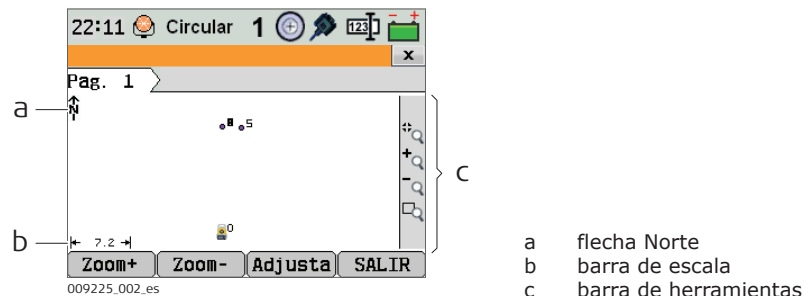 22:11 Circular 1 123
x
Pag. 1
a
N
5
c
b
7.2
0
Zoom+ Zoom- Adjusta SALIR
009225_002_es
a flecha Norte
b barra de escala
c barra de herramientas